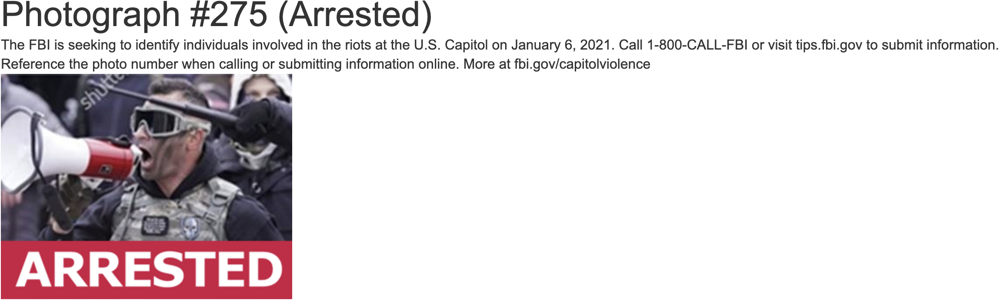 Photograph #275 (Arrested)
The FBI is seeking to identify individuals involved in the riots at the U.S. Capitol on January 6, 2021. Call 1-800-CALL-FBI or visit tips.fbi.gov to submit information.
Reference the photo number when calling or submitting information online. More at fbi.gov/capitolviolence
shutte
ARRESTED